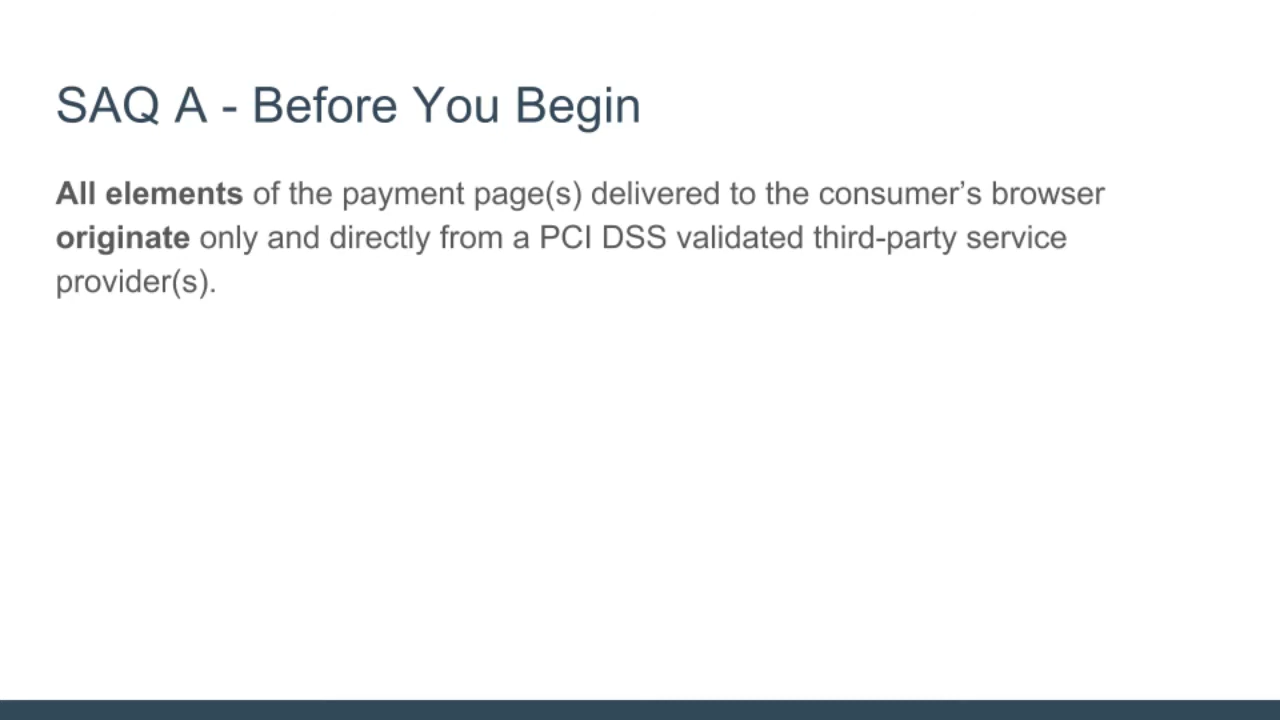 SAQ A - Before You Begin
All elements of the payment page(s) delivered to the consumer’s browser
originate only and directly from a PCI DSS validated third-party service
provider(s).